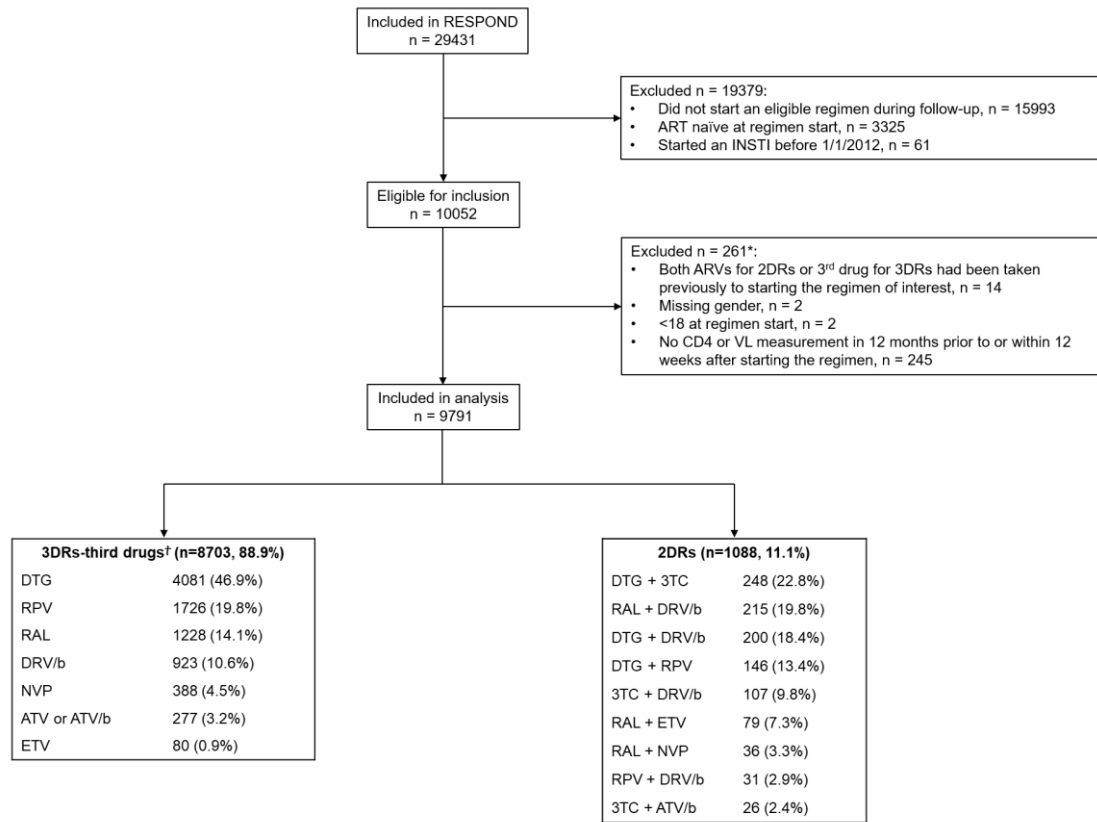 Included in RESPOND
n = 29431
Excluded n = 19379:
• Did not start an eligible regimen during follow-up, n = 15993
• ART naïve at regimen start, n = 3325
• Started an INSTI before 1/1/2012, n = 61
Eligible for inclusion
n = 10052
Excluded n = 261*:
• Both ARVs for 2DRs or 3rd drug for 3DRs had been taken
previously to starting the regimen of interest, n = 14
• Missing gender, n = 2
• <18 at regimen start, n = 2
• No CD4 or VL measurement in 12 months prior to or within 12
weeks after starting the regimen, n = 245
Included in analysis
n = 9791
3DRs-third drugs† (n=8703, 88.9%)
DTG 4081 (46.9%)
RPV 1726 (19.8%)
RAL 1228 (14.1%)
DRV/b 923 (10.6%)
NVP 388 (4.5%)
ATV or ATV/b 277 (3.2%)
ETV 80 (0.9%)
2DRs (n=1088, 11.1%)
DTG + 3TC 248 (22.8%)
RAL + DRV/b 215 (19.8%)
DTG + DRV/b 200 (18.4%)
DTG + RPV 146 (13.4%)
3TC + DRV/b 107 (9.8%)
RAL + ETV 79 (7.3%)
RAL + NVP 36 (3.3%)
RPV + DRV/b 31 (2.9%)
3TC + ATV/b 26 (2.4%)